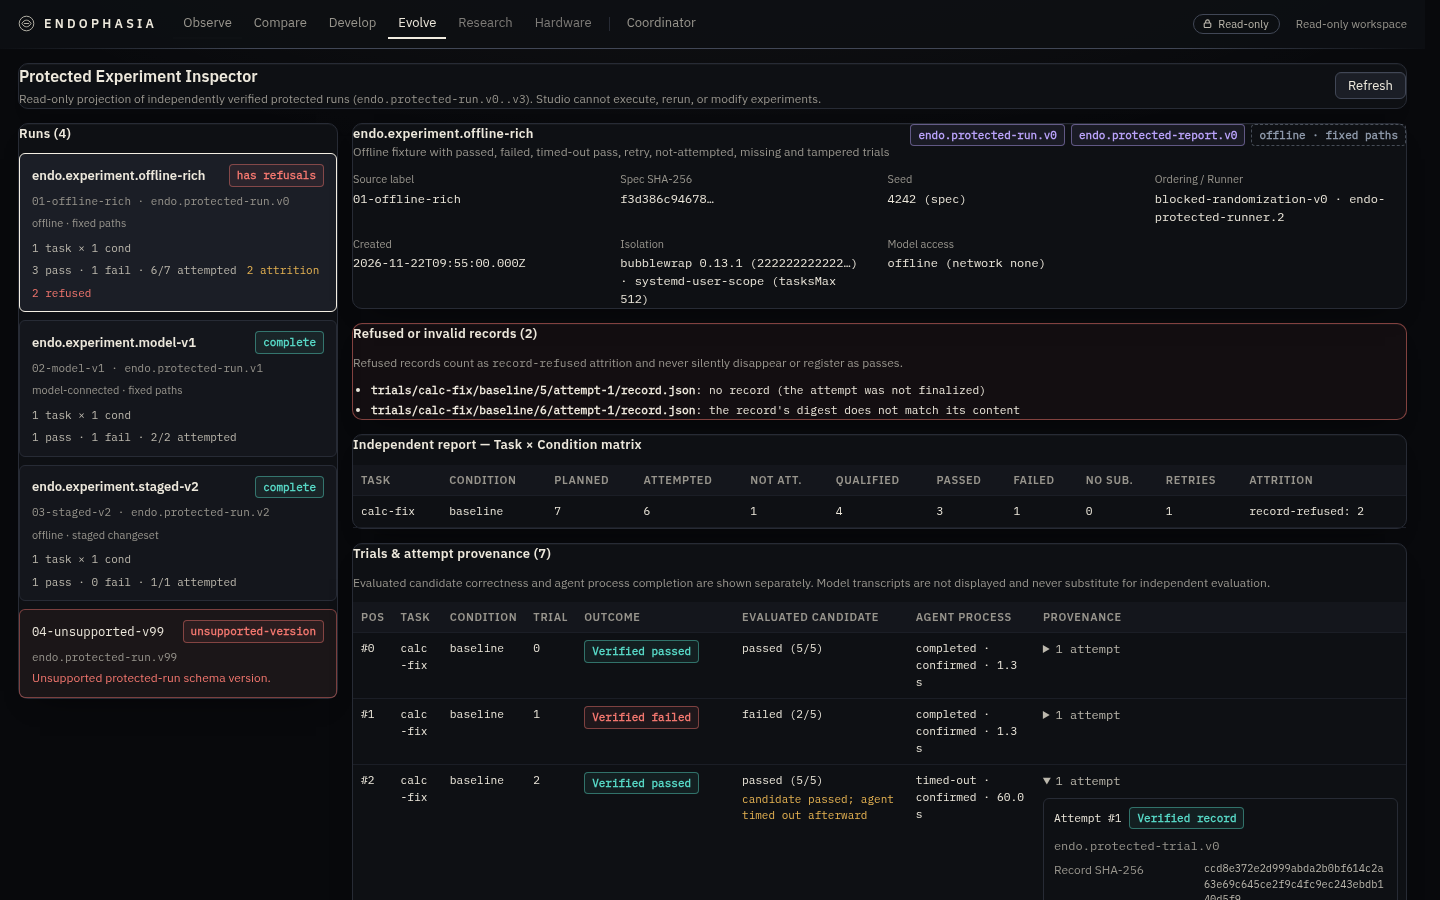 ENDOPHASIA Observe Compare Develop Evolve Research Hardware Coordinator Read-only Read-only workspace
Protected Experiment Inspector
Read-only projection of independently verified protected runs (endo.protected-run.v0..v3). Studio cannot execute, rerun, or modify experiments.
Refresh
Runs (4)
endo.experiment.offline-rich has refusals
01-offline-rich · endo.protected-run.v0
offline · fixed paths
1 task × 1 cond
3 pass · 1 fail · 6/7 attempted 2 attrition
2 refused
endo.experiment.model-v1 complete
02-model-v1 · endo.protected-run.v1
model-connected · fixed paths
1 task × 1 cond
1 pass · 1 fail · 2/2 attempted
endo.experiment.staged-v2 complete
03-staged-v2 · endo.protected-run.v2
offline · staged changeset
1 task × 1 cond
1 pass · 0 fail · 1/1 attempted
04-unsupported-v99 unsupported-version
endo.protected-run.v99
Unsupported protected-run schema version.
endo.experiment.offline-rich endo.protected-run.v0 endo.protected-report.v0 offline · fixed paths
Offline fixture with passed, failed, timed-out pass, retry, not-attempted, missing and tampered trials
Source label
01-offline-rich
Spec SHA-256
f3d386c94678…
Seed
4242 (spec)
Ordering / Runner
blocked-randomization-v0 · endo-
protected-runner.2
Created
2026-11-22T09:55:00.000Z
Isolation
bubblewrap 0.13.1 (222222222222…)
· systemd-user-scope (tasksMax
512)
Model access
offline (network none)
Refused or invalid records (2)
Refused records count as record-refused attrition and never silently disappear or register as passes.
• trials/calc-fix/baseline/5/attempt-1/record.json: no record (the attempt was not finalized)
• trials/calc-fix/baseline/6/attempt-1/record.json: the record's digest does not match its content
Independent report — Task × Condition matrix
TASK CONDITION PLANNED ATTEMPTED NOT ATT. QUALIFIED PASSED FAILED NO SUB. RETRIES ATTRITION
calc-fix baseline 7 6 1 4 3 1 0 1 record-refused: 2
Trials & attempt provenance (7)
Evaluated candidate correctness and agent process completion are shown separately. Model transcripts are not displayed and never substitute for independent evaluation.
POS TASK CONDITION TRIAL OUTCOME EVALUATED CANDIDATE AGENT PROCESS PROVENANCE
#0 calc baseline 0 Verified passed passed (5/5) completed · ▶ 1 attempt
-fix confirmed · 1.3
s
#1 calc baseline 1 Verified failed failed (2/5) completed · ▶ 1 attempt
-fix confirmed · 1.3
s
#2 calc baseline 2 Verified passed passed (5/5) timed-out · ▼ 1 attempt
-fix candidate passed; agent confirmed · 60.0
timed out afterward s
Attempt #1 Verified record
endo.protected-trial.v0
Record SHA-256 ccd8e372e2d999abda2b0bf614c2a
63e69c645ce2f9c4fc9ec243ebdb1
40d5f9